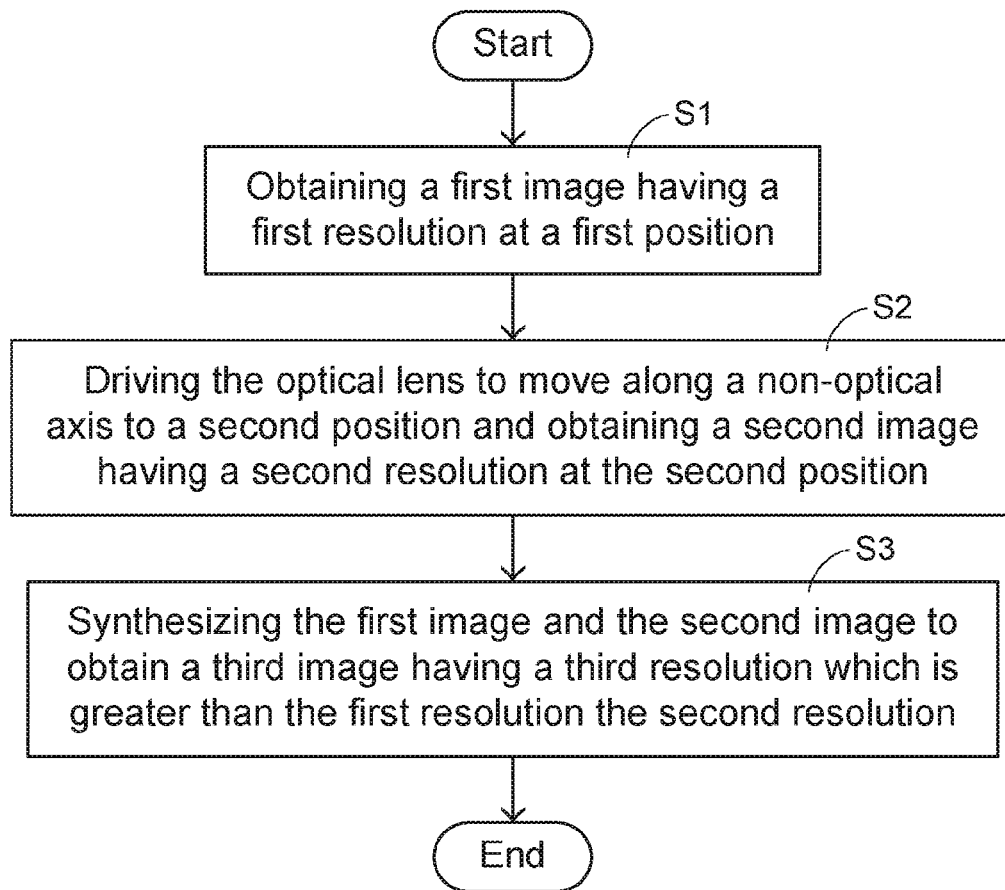 Start
S1
Obtaining a first image having a
first resolution at a first position
S2
Driving the optical lens to move along a non-optical
axis to a second position and obtaining a second image
having a second resolution at the second position
S3
Synthesizing the first image and the second image to
obtain a third image having a third resolution which is
greater than the first resolution the second resolution
End